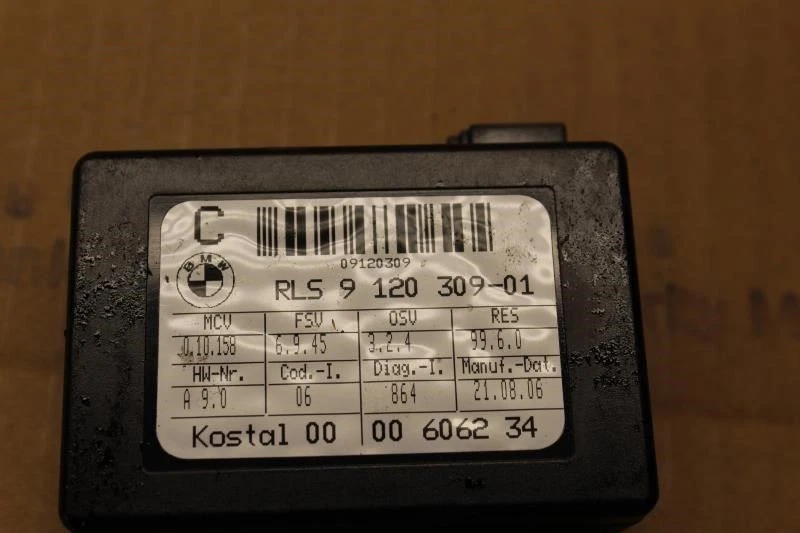 C
09120309
BMW
RLS 9 120 309-01
MCV FSV OSV RES
0.10.158 6.9.45 3.2.4 99.6.0
HW-Nr. Cod.-I. Diag.-I. Manuf.-Dat.
A 9.0 06 864 21.08.06
Kostal 00 00 6062 34